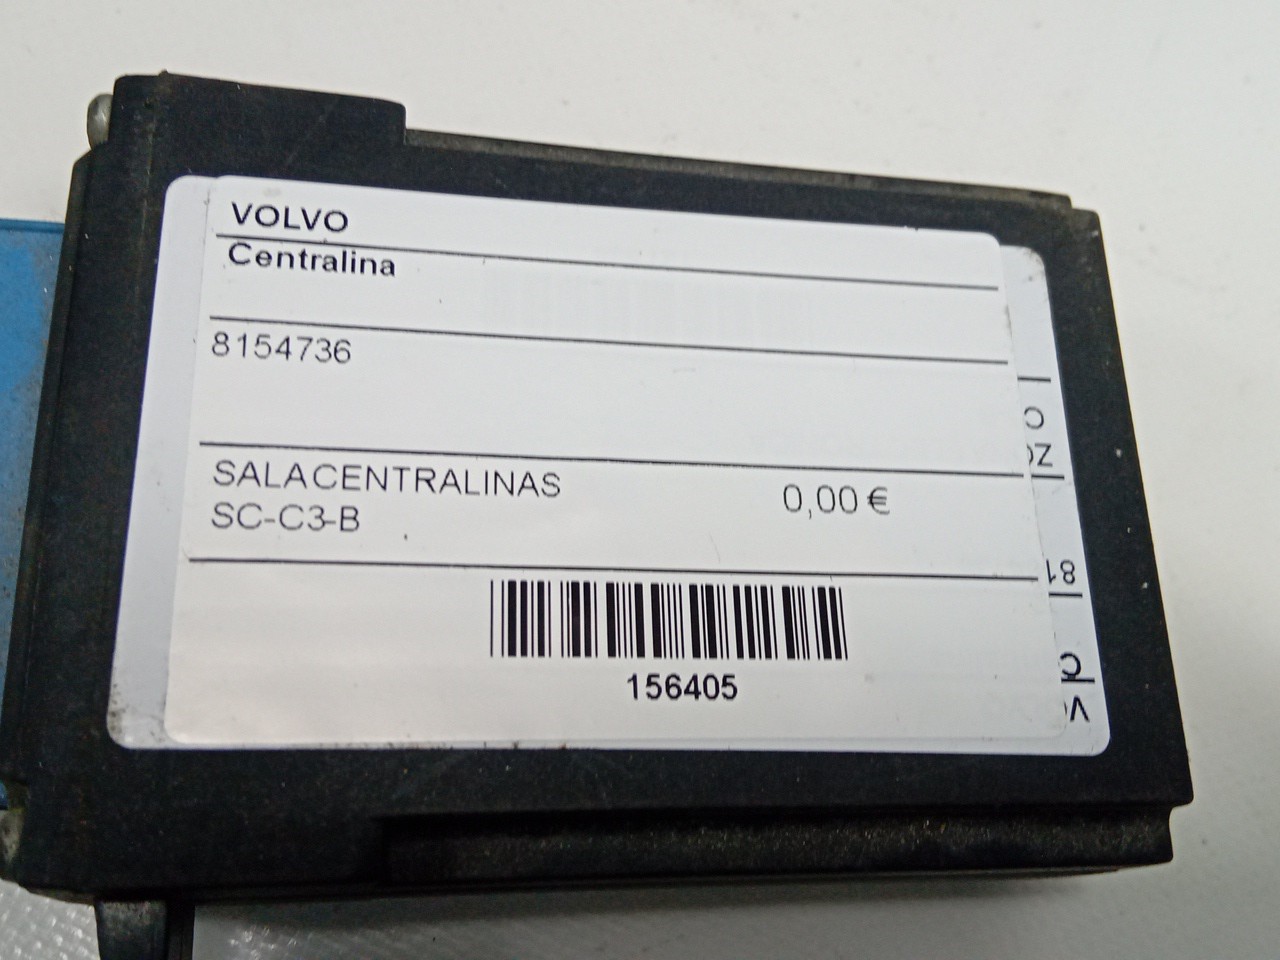 VOLVO
Centralina
8154736
SALACENTRALINAS
0,00 €
SC-C3-B
156405